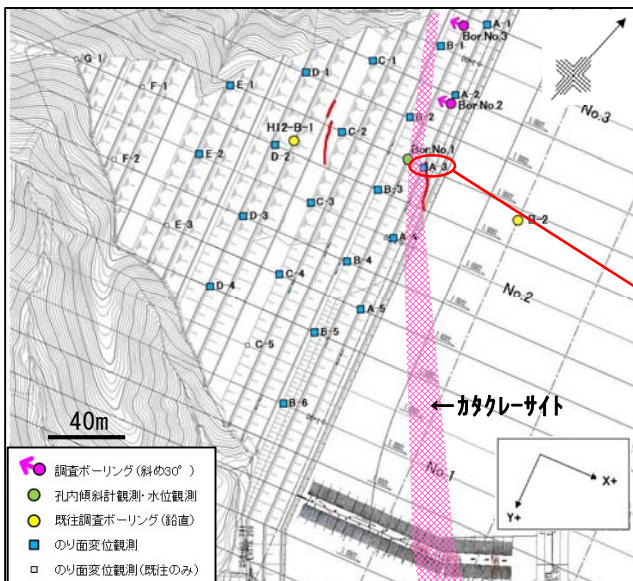 G-1
F-1
E-1
D-1
C-1
B-1
A-1
Bor.No.3
A-2
Bor.No.2
B-2
No.3
H12-B-1
D-2
C-2
Bor.No.1
A-3
F-2
E-2
B-3
B-2
E-3
D-3
C-3
A-4
No.2
D-4
C-4
B-4
A-5
C-5
B-5
B-6
40m
←カタクレーサイト
No.1
X+
Y+
調査ボーリング(斜め30°)
孔内傾斜計観測・水位観測
既往調査ボーリング(鉛直)
のり面変位観測
のり面変位観測(既往のみ)